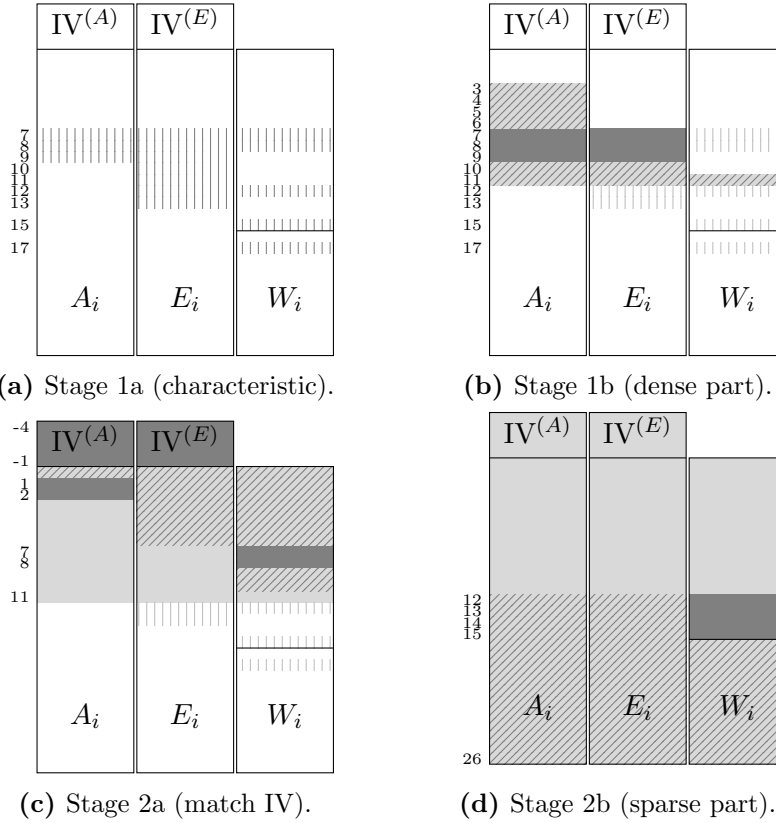 IV^(A) IV^(E)
7
8
9
10
11
12
13
15
17
A_i E_i W_i
(a) Stage 1a (characteristic).
IV^(A) IV^(E)
3
4
5
6
7
8
9
10
11
12
13
15
17
A_i E_i W_i
(b) Stage 1b (dense part).
-4
IV^(A) IV^(E)
-1
1
2
7
8
11
A_i E_i W_i
(c) Stage 2a (match IV).
IV^(A) IV^(E)
12
13
14
15
A_i E_i W_i
26
(d) Stage 2b (sparse part).